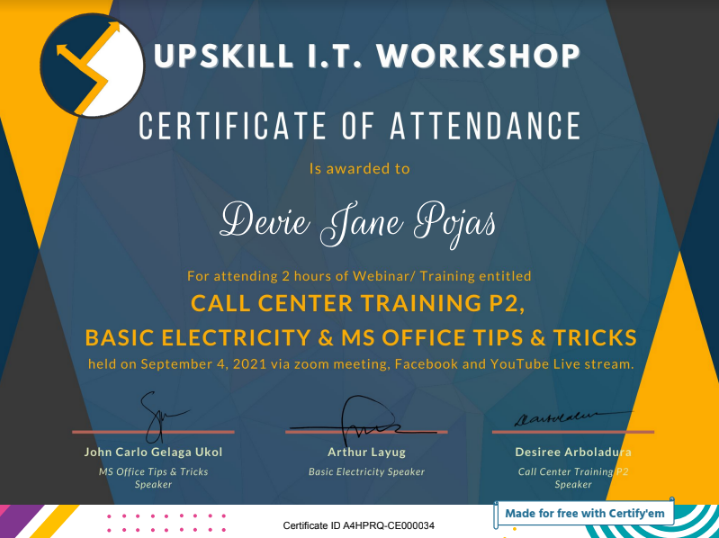 UPSKILL I.T. WORKSHOP
CERTIFICATE OF ATTENDANCE
Is awarded to
Devie Jane Pojas
For attending 2 hours of Webinar/ Training entitled
CALL CENTER TRAINING P2,
BASIC ELECTRICITY & MS OFFICE TIPS & TRICKS
held on September 4, 2021 via zoom meeting, Facebook and YouTube Live stream.
John Carlo Gelaga Ukol
MS Office Tips & Tricks
Speaker
Arthur Layug
Basic Electricity Speaker
Desiree Arboladura
Call Center Training P2
Speaker
Certificate ID A4HPRQ-CE000034
Made for free with Certify'em